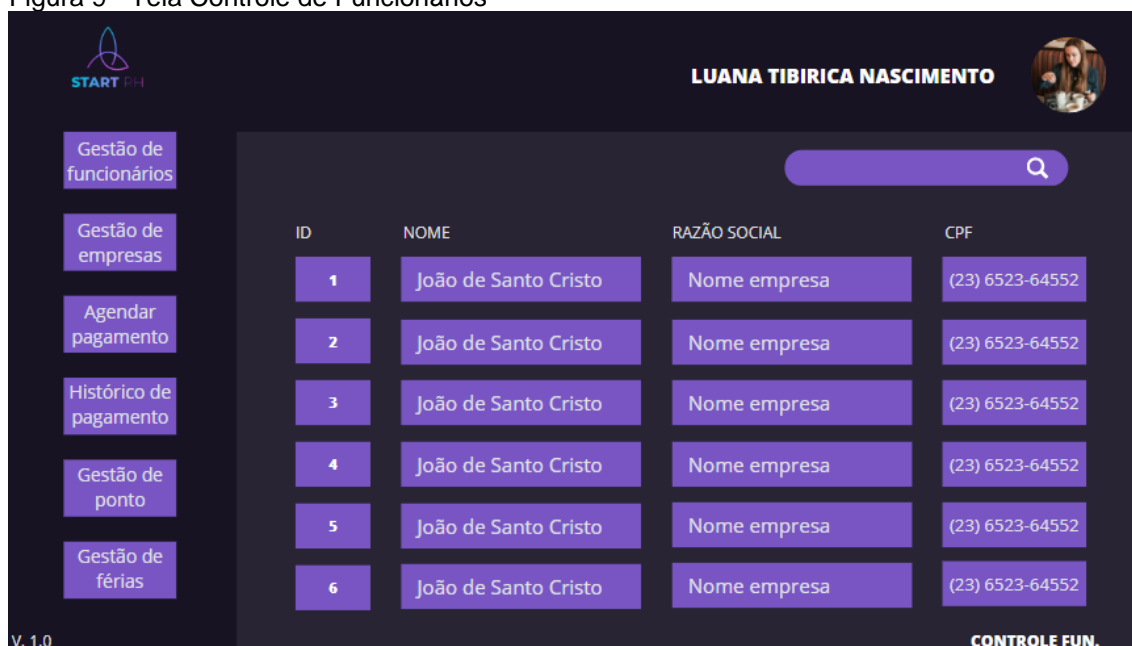 Figura 9 - Tela Controle de Funcionários
START RH
LUANA TIBIRICA NASCIMENTO
Gestão de
funcionários
Gestão de
empresas
Agendar
pagamento
Histórico de
pagamento
Gestão de
ponto
Gestão de
férias
ID NOME RAZÃO SOCIAL CPF
1 João de Santo Cristo Nome empresa (23) 6523-64552
2 João de Santo Cristo Nome empresa (23) 6523-64552
3 João de Santo Cristo Nome empresa (23) 6523-64552
4 João de Santo Cristo Nome empresa (23) 6523-64552
5 João de Santo Cristo Nome empresa (23) 6523-64552
6 João de Santo Cristo Nome empresa (23) 6523-64552
V. 1.0
CONTROLE FUN.